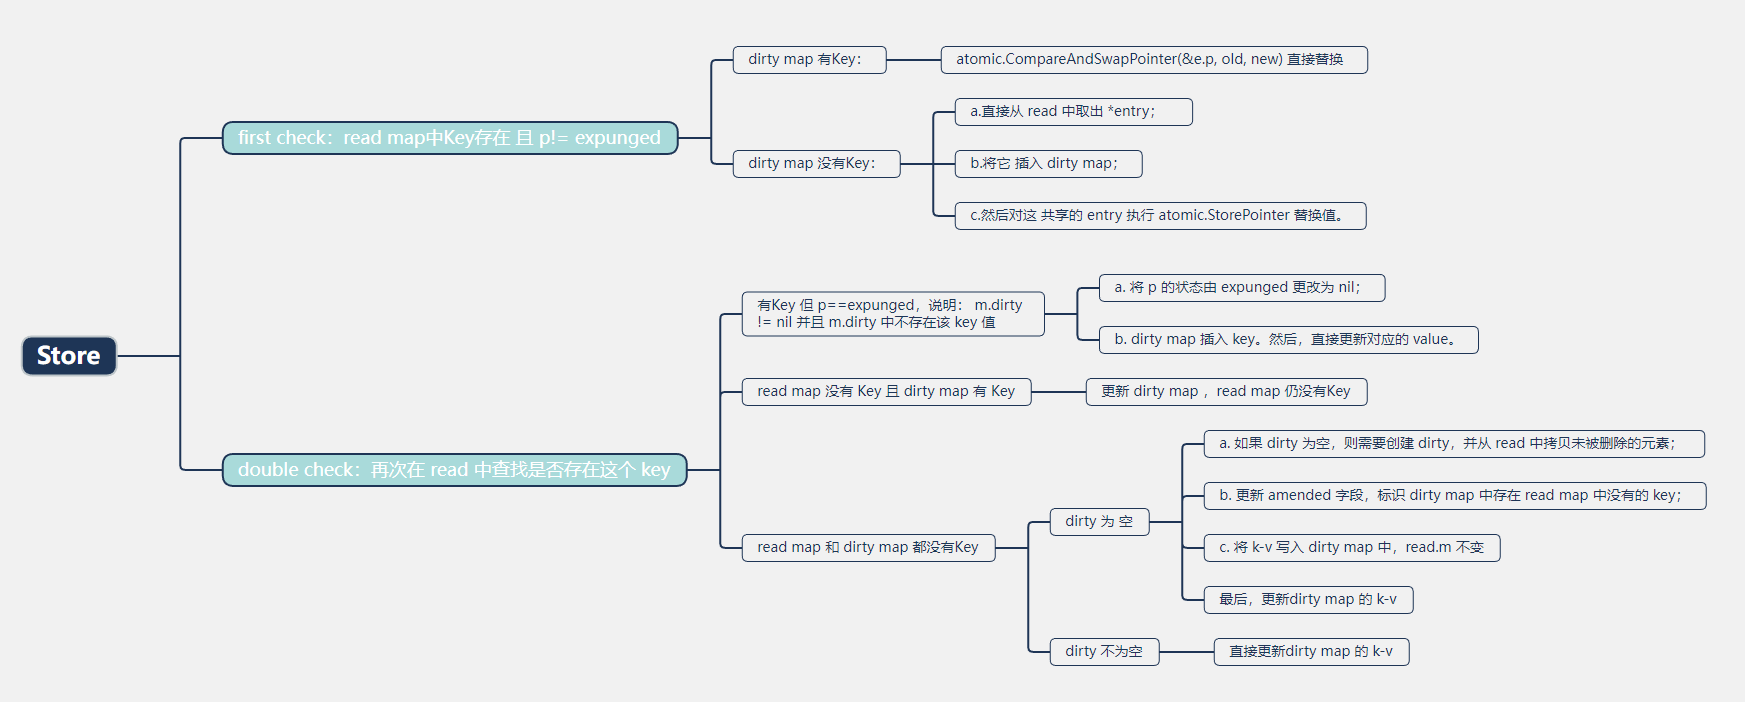 Store
first check：read map中Key存在 且 p!= expunged
dirty map 有Key：
atomic.CompareAndSwapPointer(&e.p, old, new) 直接替换
dirty map 没有Key：
a.直接从 read 中取出 *entry；
b.将它 插入 dirty map；
c.然后对这 共享的 entry 执行 atomic.StorePointer 替换值。
double check：再次在 read 中查找是否存在这个 key
有Key 但 p==expunged，说明： m.dirty
!= nil 并且 m.dirty 中不存在该 key 值
a. 将 p 的状态由 expunged 更改为 nil；
b. dirty map 插入 key。然后，直接更新对应的 value。
read map 没有 Key 且 dirty map 有 Key
更新 dirty map ，read map 仍没有Key
read map 和 dirty map 都没有Key
dirty 为 空
a. 如果 dirty 为空，则需要创建 dirty，并从 read 中拷贝未被删除的元素；
b. 更新 amended 字段，标识 dirty map 中存在 read map 中没有的 key；
c. 将 k-v 写入 dirty map 中，read.m 不变
最后，更新dirty map 的 k-v
dirty 不为空
直接更新dirty map 的 k-v